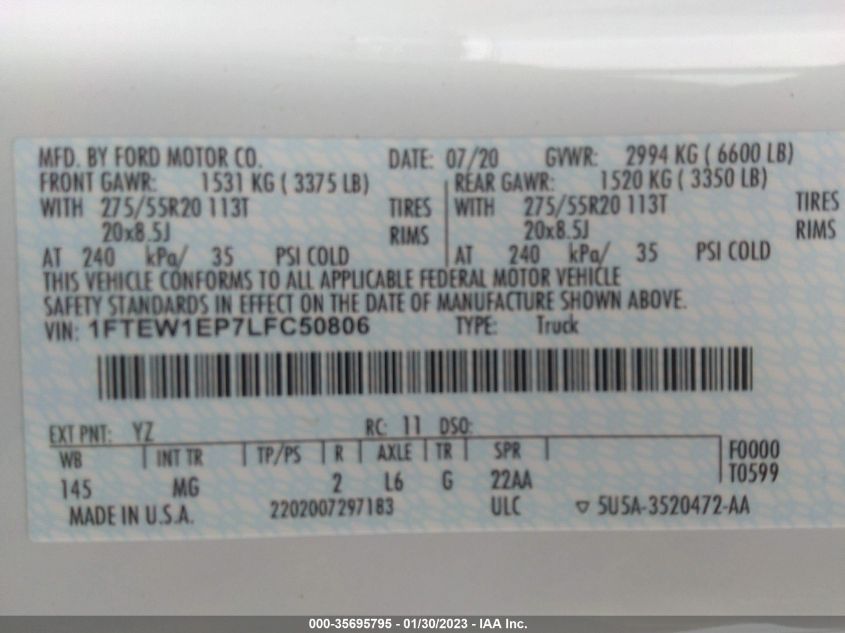 MFD. BY FORD MOTOR CO. DATE: 07/20 GVWR: 2994 KG ( 6600 LB)
FRONT GAWR: 1531 KG ( 3375 LB) REAR GAWR: 1520 KG ( 3350 LB)
WITH 275/55R20 113T TIRES WITH 275/55R20 113T TIRES
20x8.5J RIMS 20x8.5J RIMS
AT 240 kPa/ 35 PSI COLD AT 240 kPa/ 35 PSI COLD
THIS VEHICLE CONFORMS TO ALL APPLICABLE FEDERAL MOTOR VEHICLE
SAFETY STANDARDS IN EFFECT ON THE DATE OF MANUFACTURE SHOWN ABOVE.
VIN: 1FTEW1EP7LFC50806 TYPE: Truck
EXT PNT: YZ RC: 11 DSO:
WB INT TR TP/PS R AXLE TR SPR F0000
145 MG 2 L6 G 22AA T0599
MADE IN U.S.A. 2202007297183 ULC 5U5A-3520472-AA
000-35695795 - 01/30/2023 - IAA Inc.